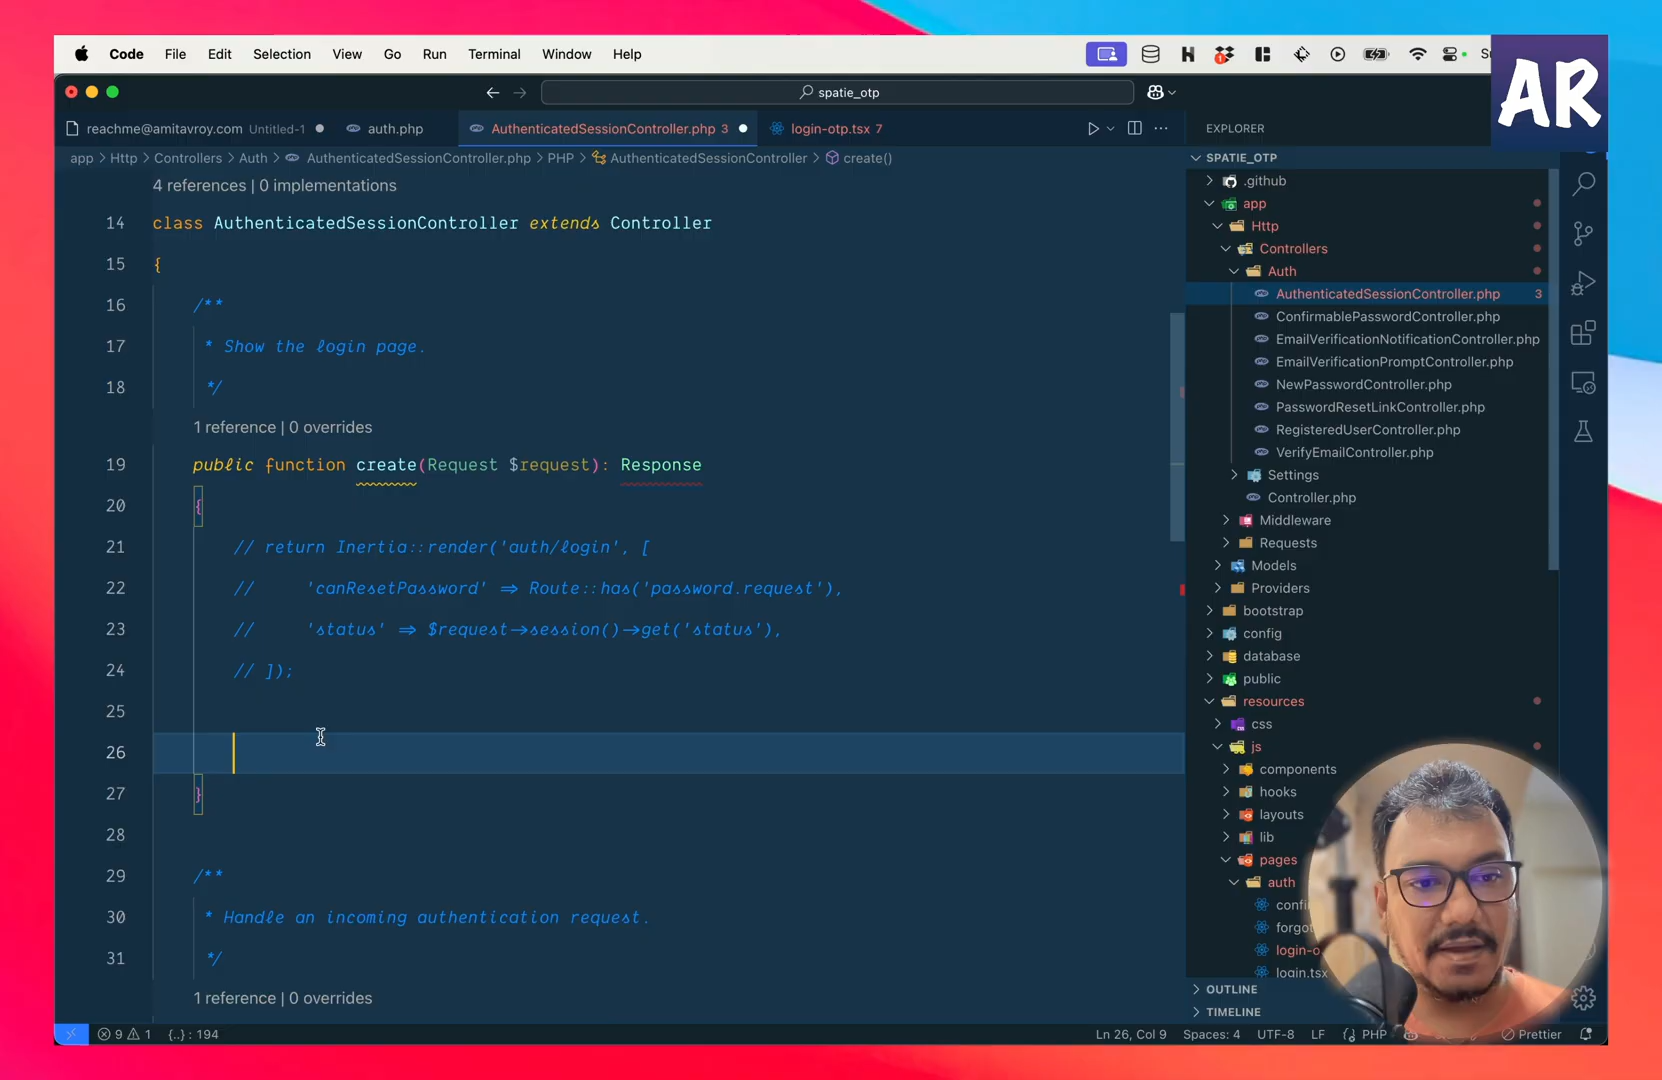 Code File Edit Selection View Go Run Terminal Window Help
AR
spatie_otp
reachme@amitavroy.com Untitled-1 auth.php AuthenticatedSessionController.php 3 login-otp.tsx 7
EXPLORER
app > Http > Controllers > Auth > AuthenticatedSessionController.php > PHP > AuthenticatedSessionController > create()
4 references | 0 implementations
14 class AuthenticatedSessionController extends Controller
15 {
16 /**
17 * Show the login page.
18 */
1 reference | 0 overrides
19 public function create(Request $request): Response
20 {
21 // return Inertia::render('auth/login', [
22 // 'canResetPassword' => Route::has('password.request'),
23 // 'status' => $request->session()->get('status'),
24 // ]);
25
26
27 }
28
29 /**
30 * Handle an incoming authentication request.
31 */
1 reference | 0 overrides
SPATIE_OTP
.github
app
Http
Controllers
Auth
AuthenticatedSessionController.php 3
ConfirmablePasswordController.php
EmailVerificationNotificationController.php
EmailVerificationPromptController.php
NewPasswordController.php
PasswordResetLinkController.php
RegisteredUserController.php
VerifyEmailController.php
Settings
Controller.php
Middleware
Requests
Models
Providers
bootstrap
config
database
public
resources
css
js
components
hooks
layouts
lib
pages
auth
confi
forgot
login-o
login.tsx
OUTLINE
TIMELINE
9 1 {..} : 194 Ln 26, Col 9 Spaces: 4 UTF-8 LF PHP Prettier